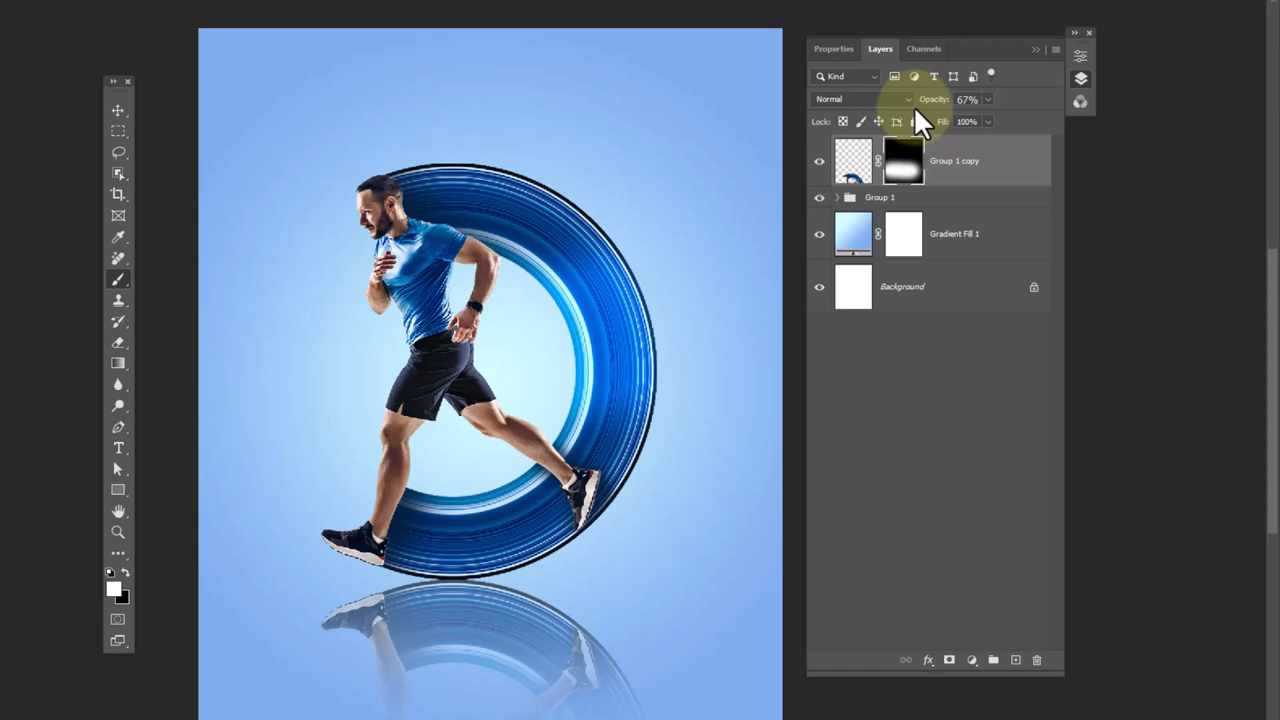 Properties Layers Channels
Kind
Normal Opacity: 67%
Lock: Fill: 100%
Group 1 copy
Group 1
Gradient Fill 1
Background
fx